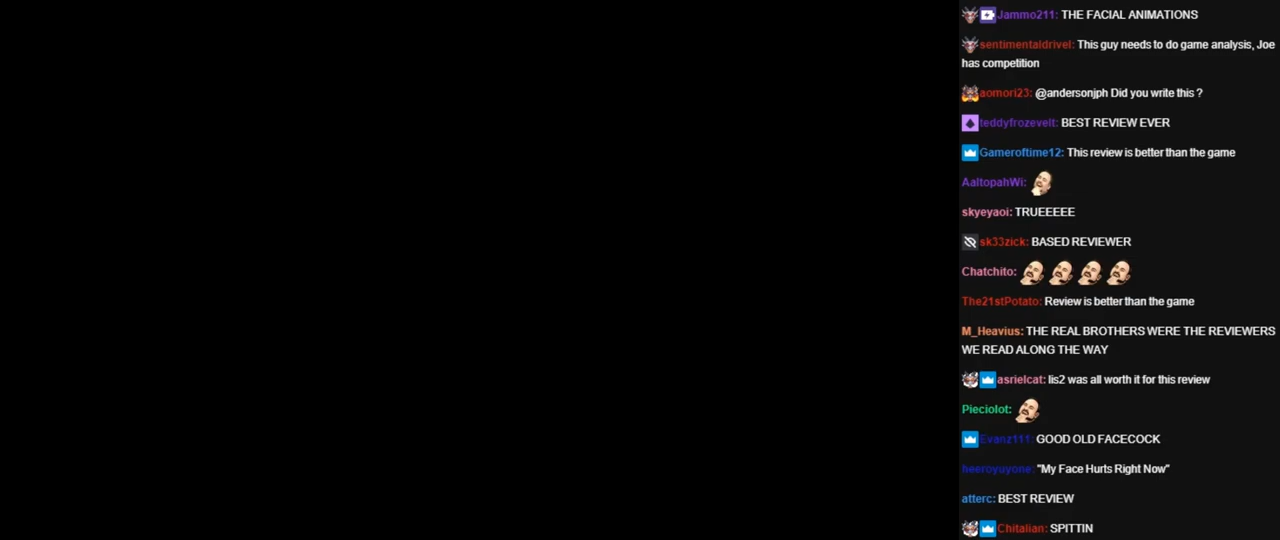 Jammo211: THE FACIAL ANIMATIONS
sentimentaldrivel: This guy needs to do game analysis, Joe
has competition
aomori23: @andersonjph Did you write this ?
teddyfrozevelt: BEST REVIEW EVER
Gameoftime12: This review is better than the game
AaltopahWi:
skyeyaoi: TRUEEEEE
sk33zick: BASED REVIEWER
Chatchito:
The21stPotato: Review is better than the game
M_Heavius: THE REAL BROTHERS WERE THE REVIEWERS
WE READ ALONG THE WAY
asrielcat: lis2 was all worth it for this review
Pieciolot:
Evanz111: GOOD OLD FACECOCK
heeroyuyone: "My Face Hurts Right Now"
atterc: BEST REVIEW
Chitalian: SPITTIN